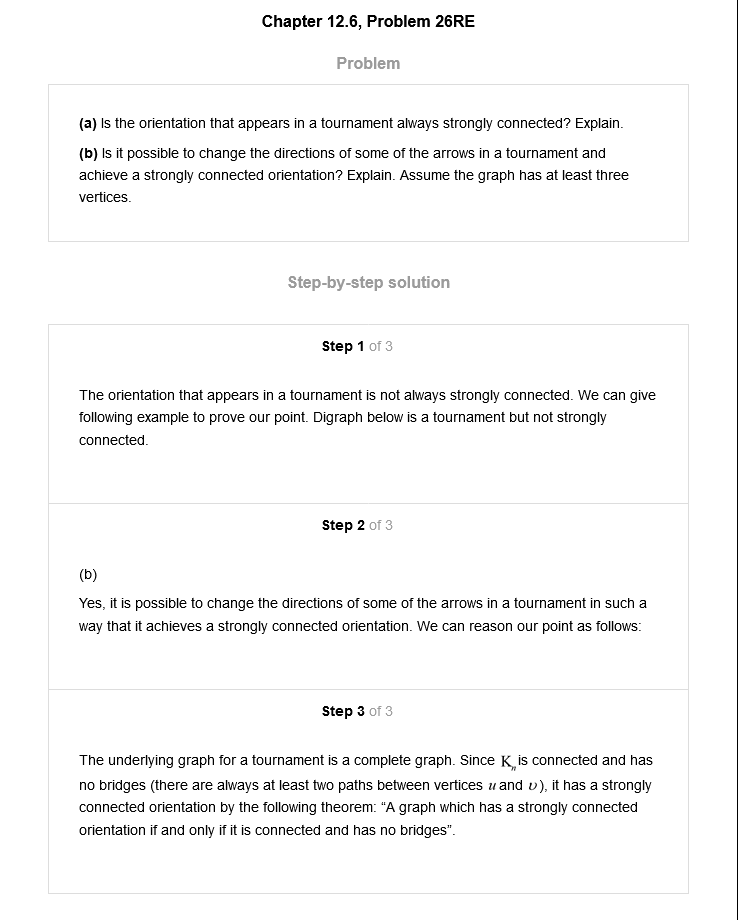 Chapter 12.6, Problem 26RE
Problem
(a) Is the orientation that appears in a tournament always strongly connected? Explain.
(b) Is it possible to change the directions of some of the arrows in a tournament and
achieve a strongly connected orientation? Explain. Assume the graph has at least three
vertices.
Step-by-step solution
Step 1 of 3
The orientation that appears in a tournament is not always strongly connected. We can give
following example to prove our point. Digraph below is a tournament but not strongly
connected.
Step 2 of 3
(b)
Yes, it is possible to change the directions of some of the arrows in a tournament in such a
way that it achieves a strongly connected orientation. We can reason our point as follows:
Step 3 of 3
The underlying graph for a tournament is a complete graph. Since Kₙ is connected and has
no bridges (there are always at least two paths between vertices u and υ), it has a strongly
connected orientation by the following theorem: “A graph which has a strongly connected
orientation if and only if it is connected and has no bridges”.